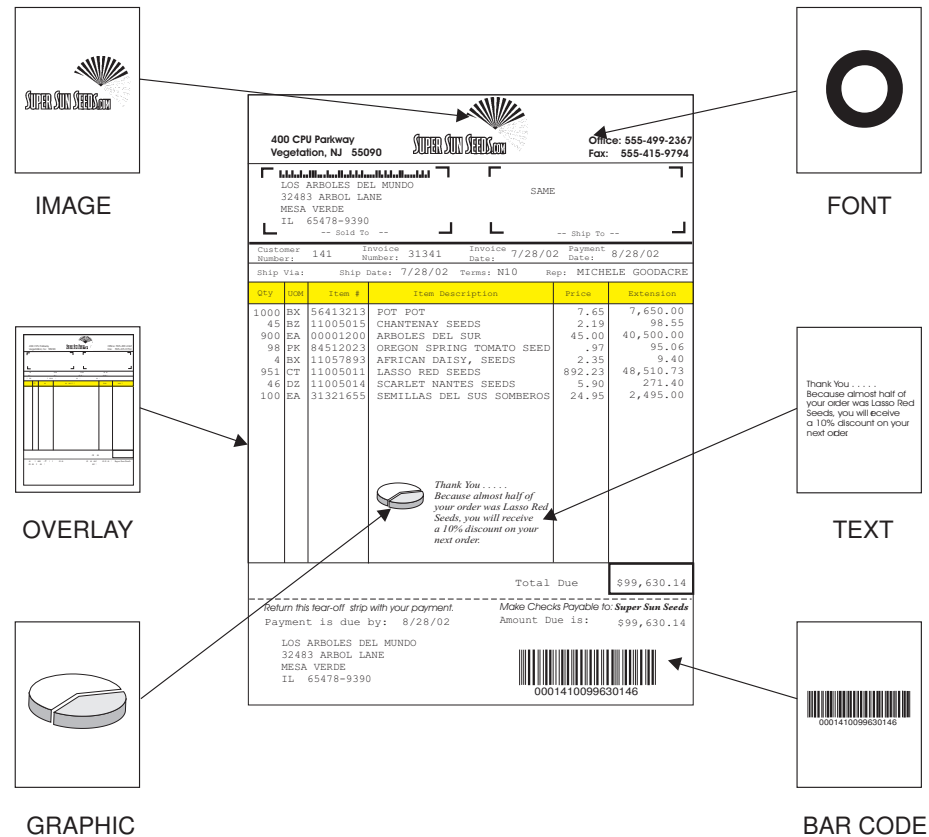 SUPER SUN SEEDS.COM
IMAGE
FONT
400 CPU Parkway
Vegetation, NJ 55090
SUPER SUN SEEDS.COM
Office: 555-499-2367
Fax: 555-415-9794
LOS ARBOLES DEL MUNDO
32483 ARBOL LANE
MESA VERDE
IL 65478-9390
-- Sold To --
SAME
-- Ship To --
Customer Number: 141 Invoice Number: 31341 Invoice Date: 7/28/02 Payment Date: 8/28/02
Ship Via: Ship Date: 7/28/02 Terms: N10 Rep: MICHELE GOODACRE
Qty UOM Item # Item Description Price Extension
1000 BX 56413213 POT POT 7.65 7,650.00
45 BZ 11005015 CHANTENAY SEEDS 2.19 98.55
900 EA 00001200 ARBOLES DEL SUR 45.00 40,500.00
98 PK 84512023 OREGON SPRING TOMATO SEED .97 95.06
4 BX 11057893 AFRICAN DAISY, SEEDS 2.35 9.40
951 CT 11005011 LASSO RED SEEDS 892.23 48,510.73
46 DZ 11005014 SCARLET NANTES SEEDS 5.90 271.40
100 EA 31321655 SEMILLAS DEL SUS SOMBEROS 24.95 2,495.00
Thank You . . . . .
Because almost half of
your order was Lasso Red
Seeds, you will receive
a 10% discount on your
next order.
Total Due $99,630.14
Return this tear-off strip with your payment. Make Checks Payable to: Super Sun Seeds
Payment is due by: 8/28/02 Amount Due is: $99,630.14
LOS ARBOLES DEL MUNDO
32483 ARBOL LANE
MESA VERDE
IL 65478-9390
0001410099630146
OVERLAY
Thank You . . . . .
Because almost half of
your order was Lasso Red
Seeds, you will receive
a 10% discount on your
next order
TEXT
GRAPHIC
0001410099630146
BAR CODE